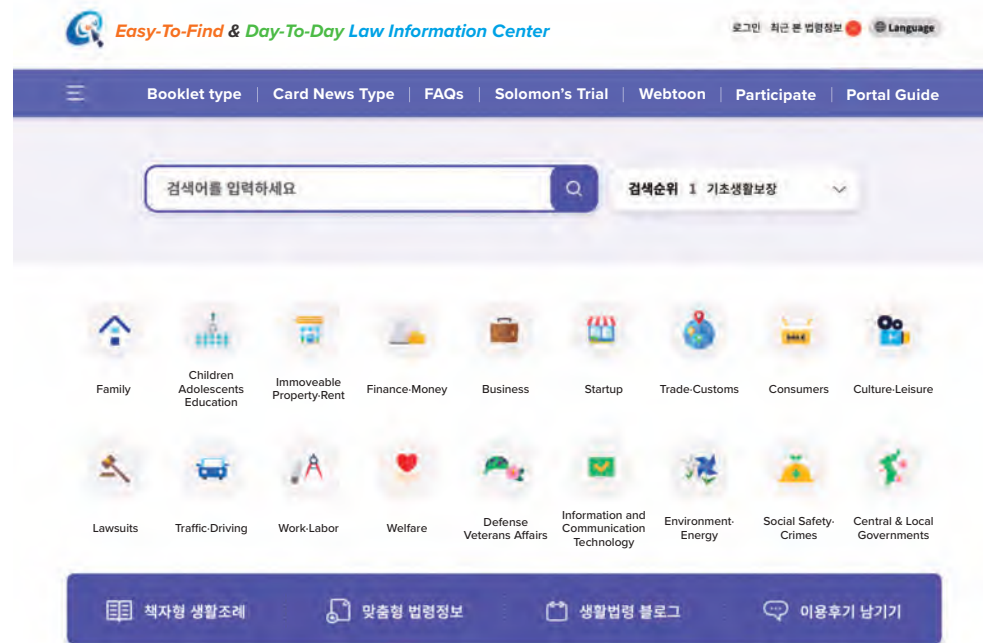 Easy-To-Find & Day-To-Day Law Information Center
로그인 최근 본 법령정보 Language
Booklet type | Card News Type | FAQs | Solomon's Trial | Webtoon | Participate | Portal Guide
검색어를 입력하세요
검색순위 1 기초생활보장
Family
Children
Adolescents
Education
Immoveable
Property·Rent
Finance·Money
Business
Startup
Trade·Customs
Consumers
Culture·Leisure
Lawsuits
Traffic·Driving
Work·Labor
Welfare
Defense
Veterans Affairs
Information and
Communication
Technology
Environment·
Energy
Social Safety·
Crimes
Central & Local
Governments
책자형 생활조례
맞춤형 법령정보
생활법령 블로그
이용후기 남기기